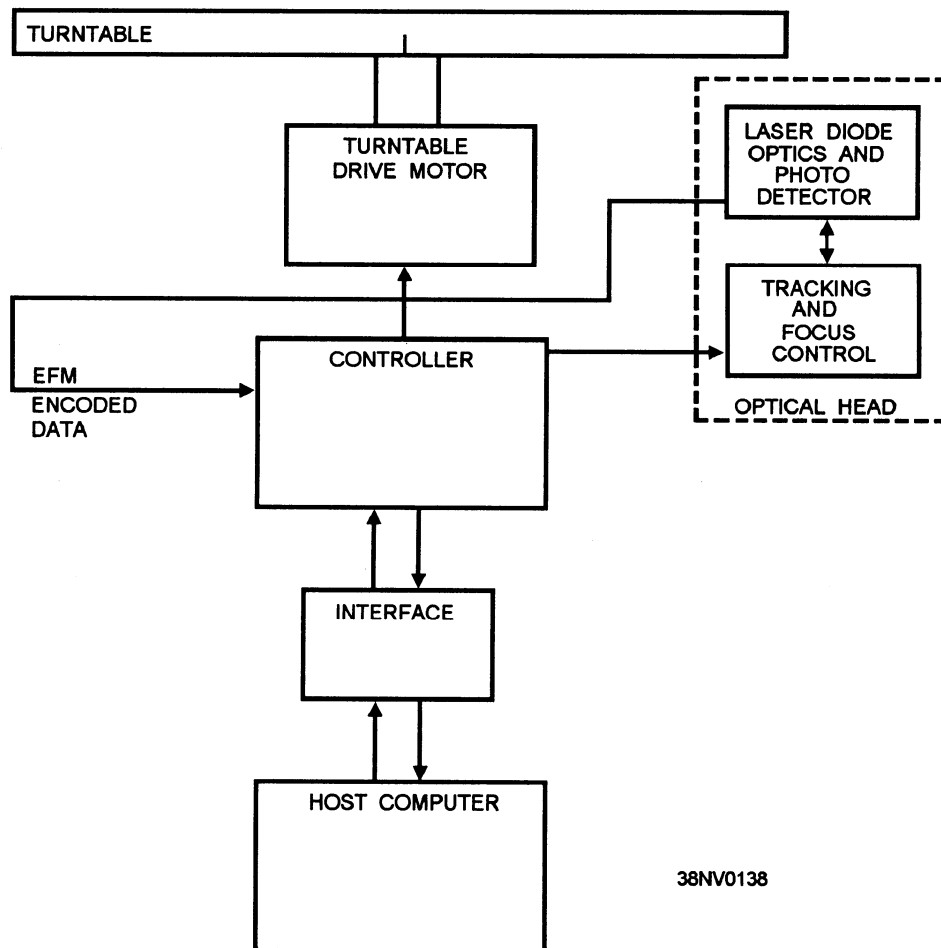 TURNTABLE
TURNTABLE
DRIVE MOTOR
LASER DIODE
OPTICS AND
PHOTO
DETECTOR
TRACKING
AND
FOCUS
CONTROL
OPTICAL HEAD
CONTROLLER
EFM
ENCODED
DATA
INTERFACE
HOST COMPUTER
38NV0138